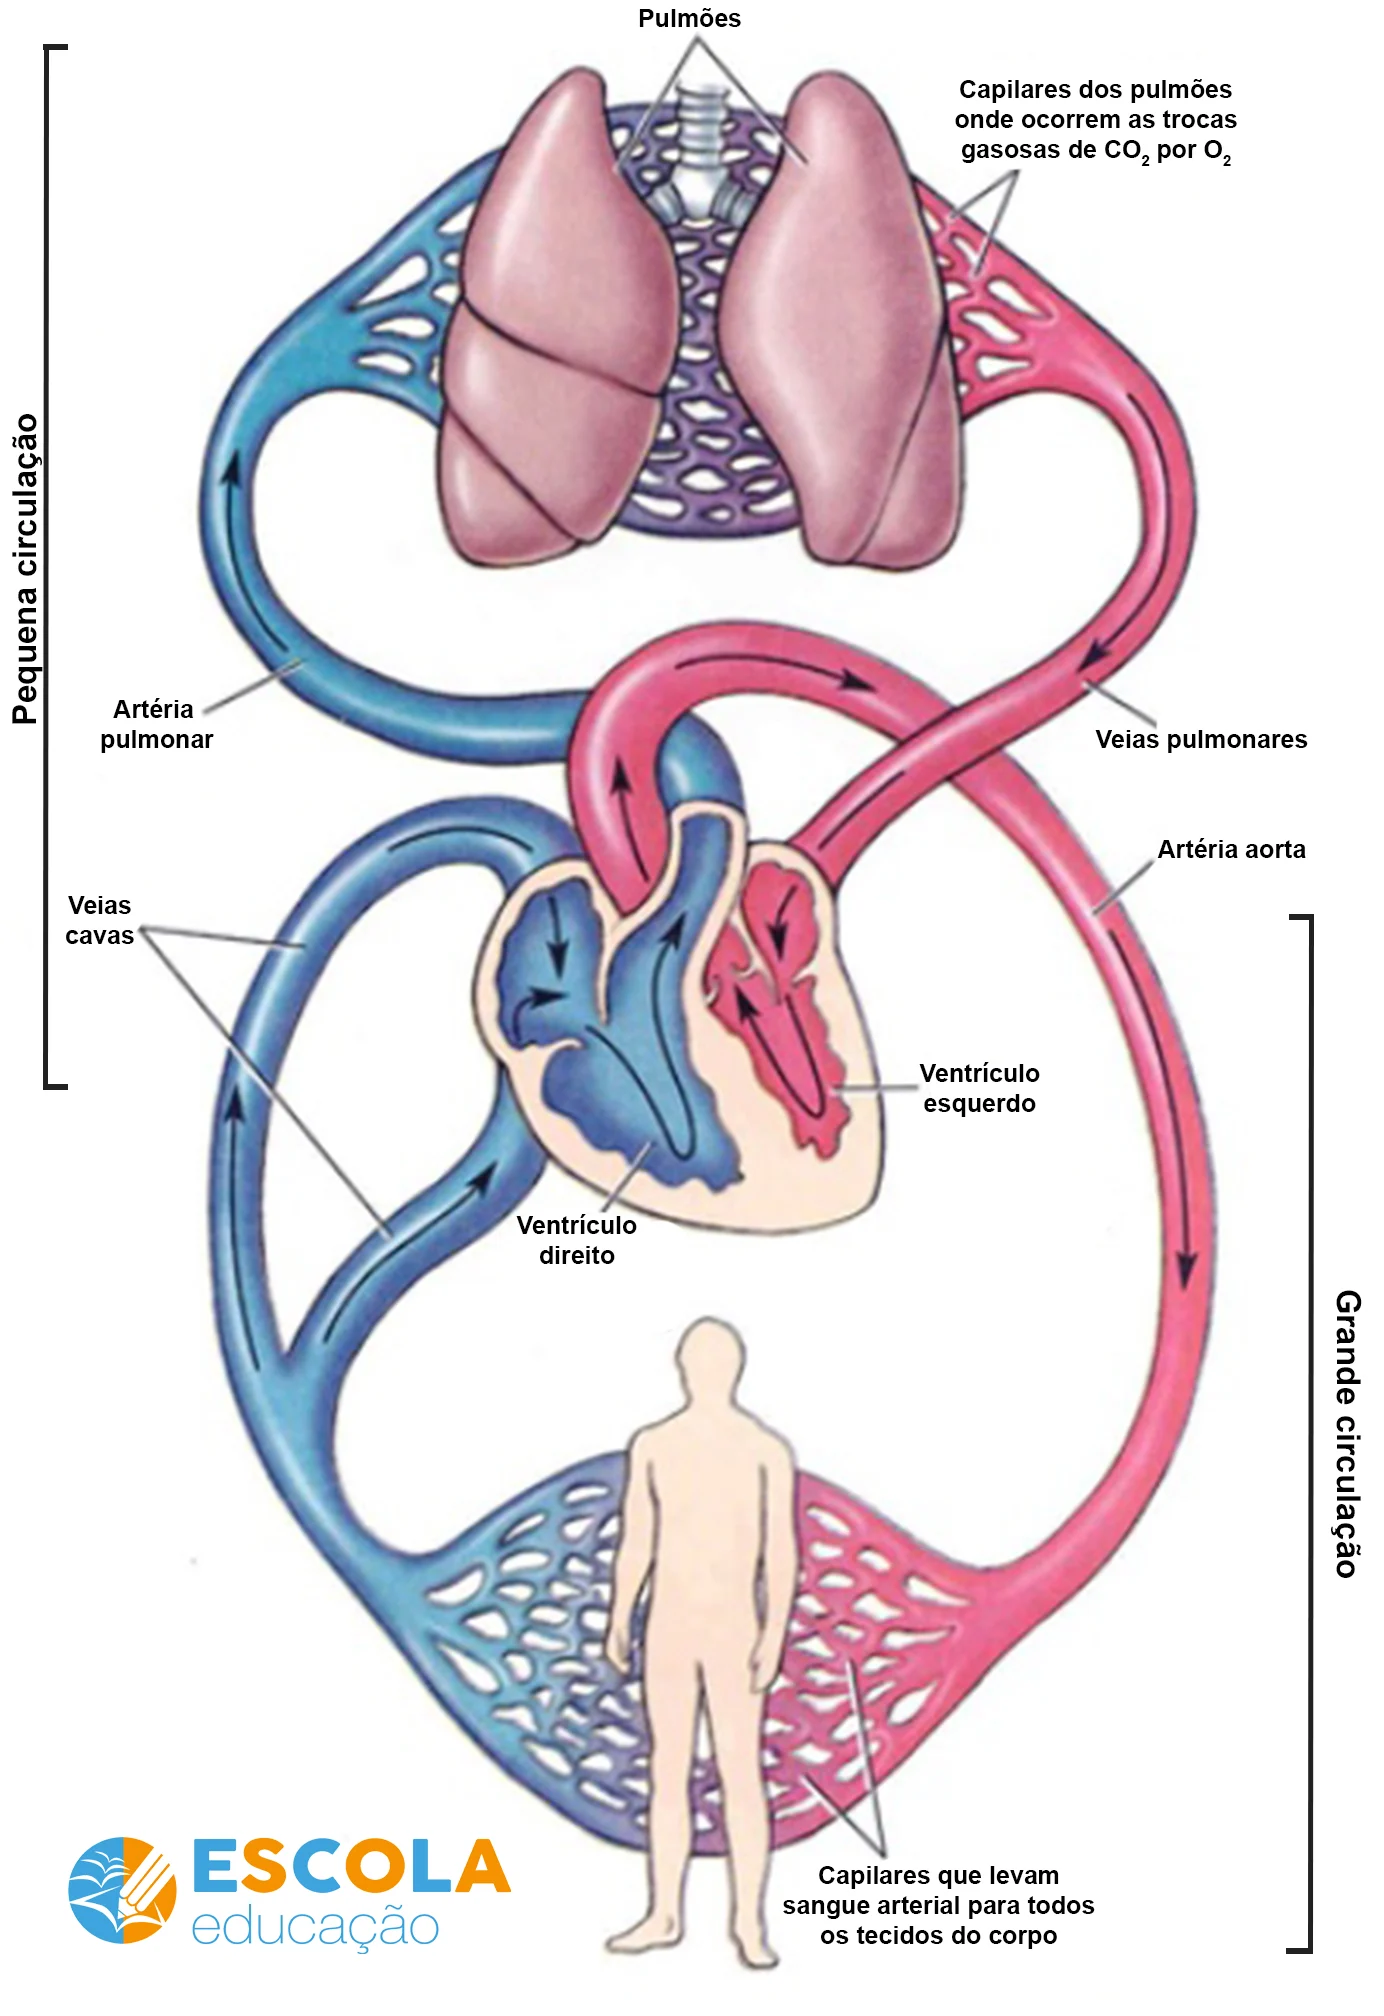 Pulmões
Capilares dos pulmões
onde ocorrem as trocas
gasosas de CO2 por O2
Pequena circulação
Artéria
pulmonar
Veias pulmonares
Artéria aorta
Veias
cavas
Ventrículo
esquerdo
Ventrículo
direito
Grande circulação
Capilares que levam
sangue arterial para todos
os tecidos do corpo
ESCOLA
educação